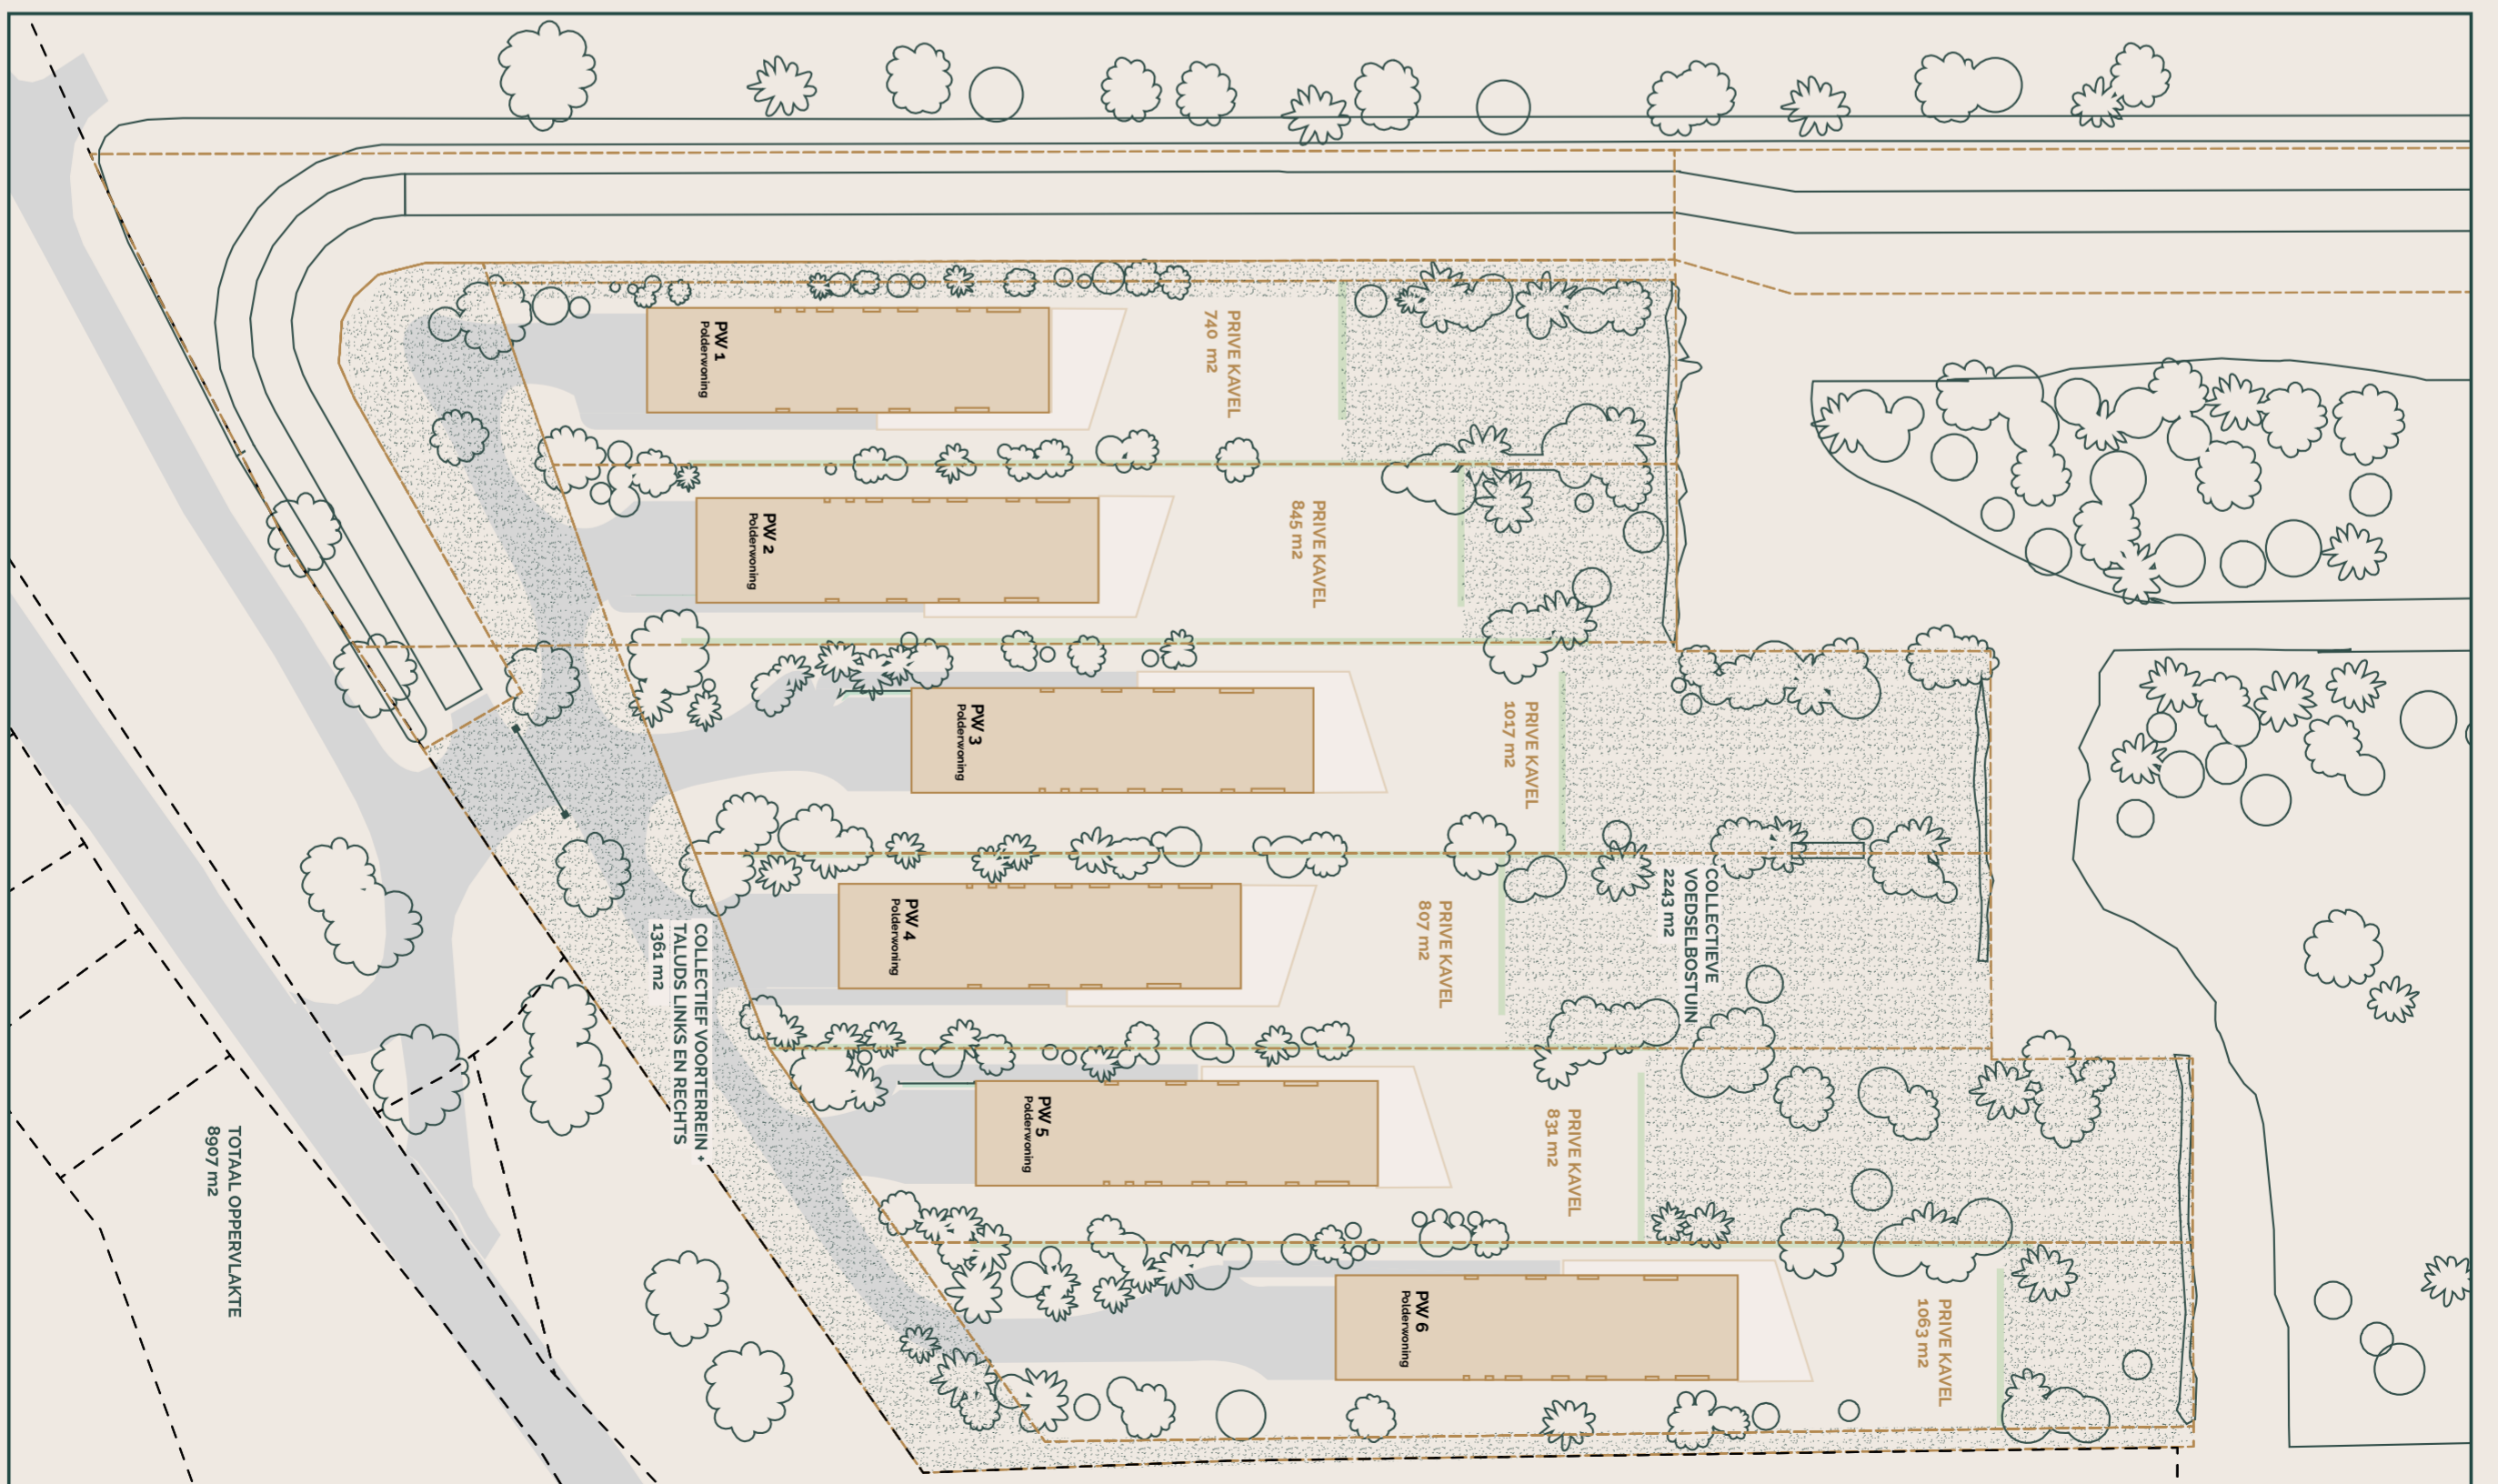 PW 1
Polderwoning
PRIVE KAVEL
740 m2
PW 2
Polderwoning
PRIVE KAVEL
845 m2
PW 3
Polderwoning
PRIVE KAVEL
1017 m2
PW 4
Polderwoning
PRIVE KAVEL
807 m2
COLLECTIEVE
VOEDSELBOSTUIN
2243 m2
COLLECTIEF VOORTERREIN +
TALUDS LINKS EN RECHTS
1361 m2
PW 5
Polderwoning
PRIVE KAVEL
831 m2
TOTAAL OPPERVLAKTE
8907 m2
PW 6
Polderwoning
PRIVE KAVEL
1063 m2